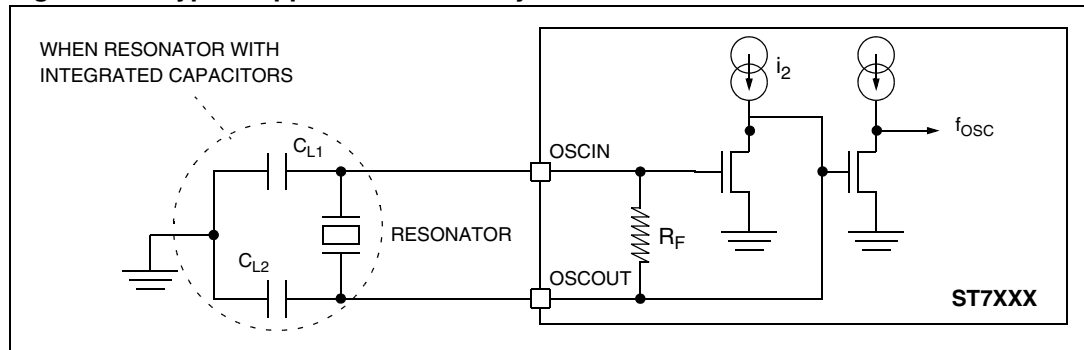 WHEN RESONATOR WITH
INTEGRATED CAPACITORS
CL1
RESONATOR
CL2
OSCIN
OSCOUT
RF
i2
fOSC
ST7XXX